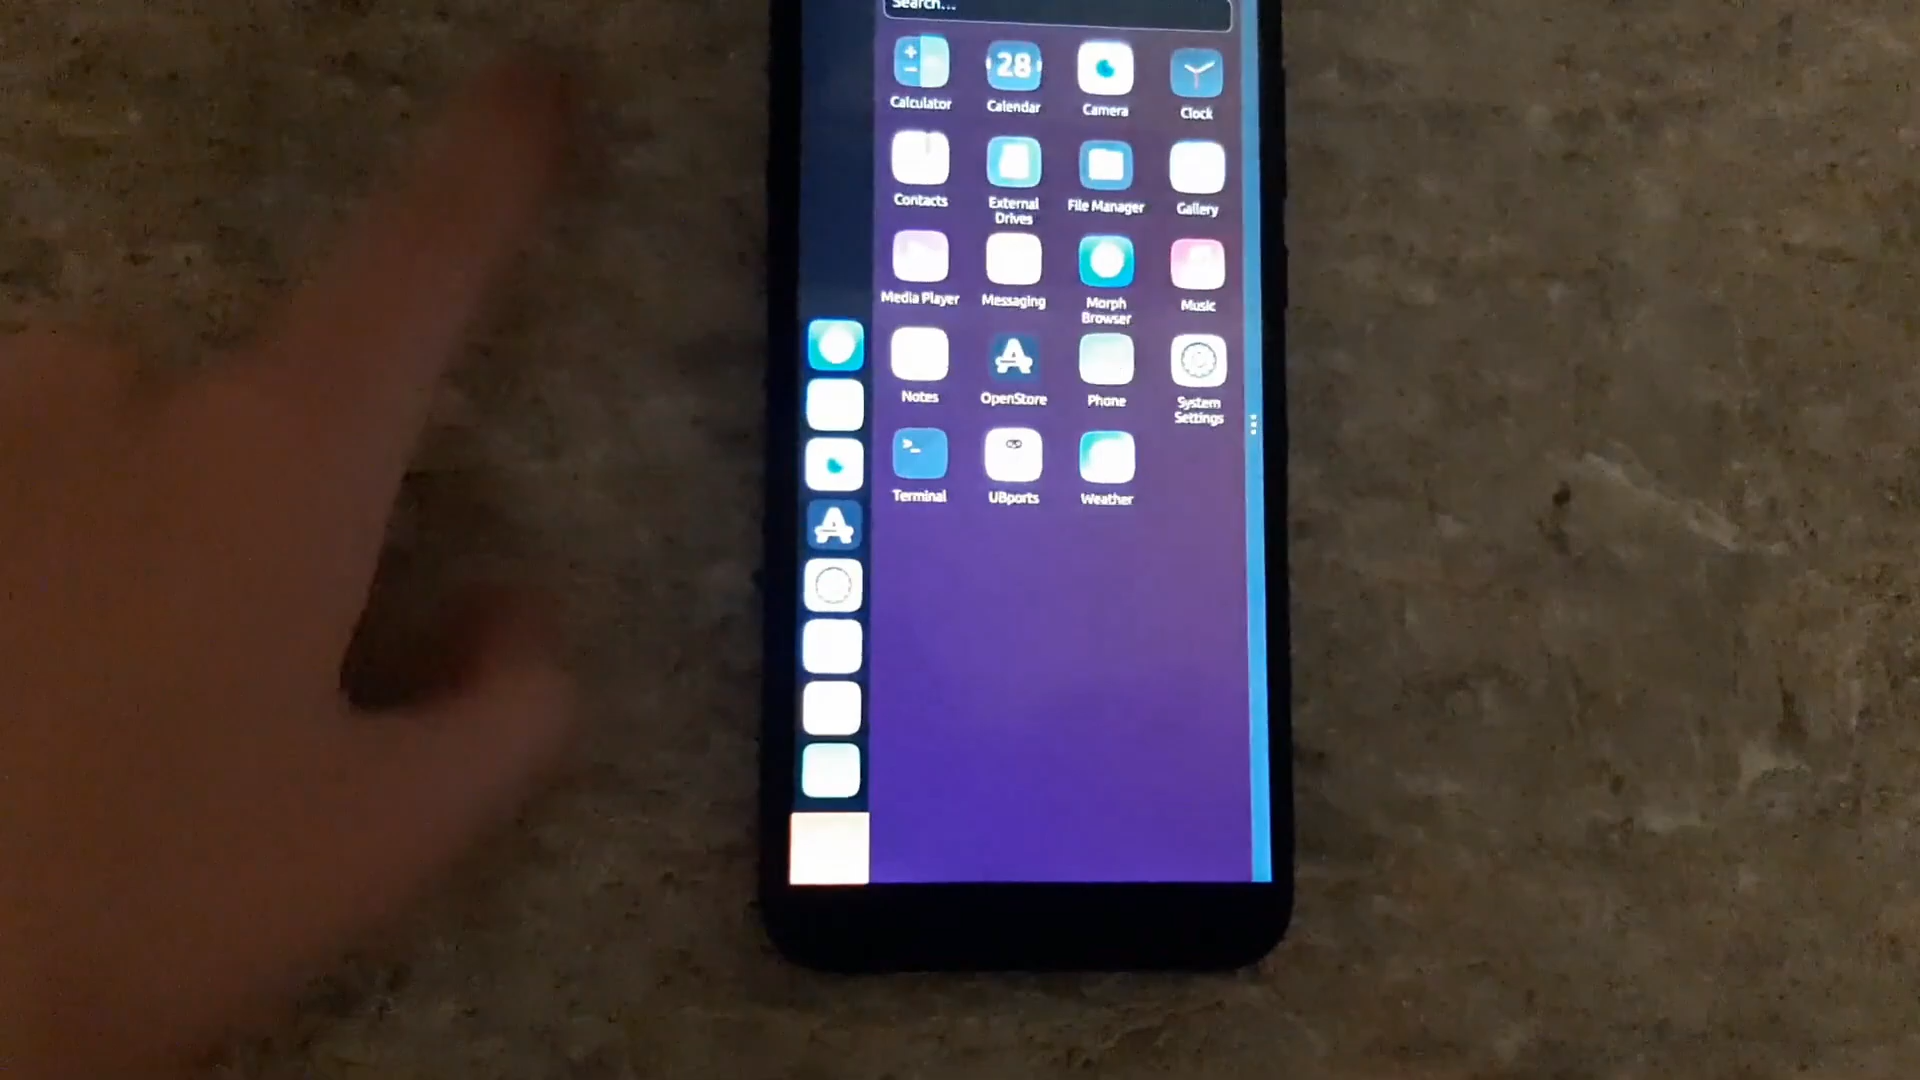 Search...
28
Calculator
Calendar
Camera
Clock
Contacts
External
Drives
File Manager
Gallery
Media Player
Messaging
Morph
Browser
Music
Notes
OpenStore
Phone
System
Settings
>_
Terminal
UBports
Weather